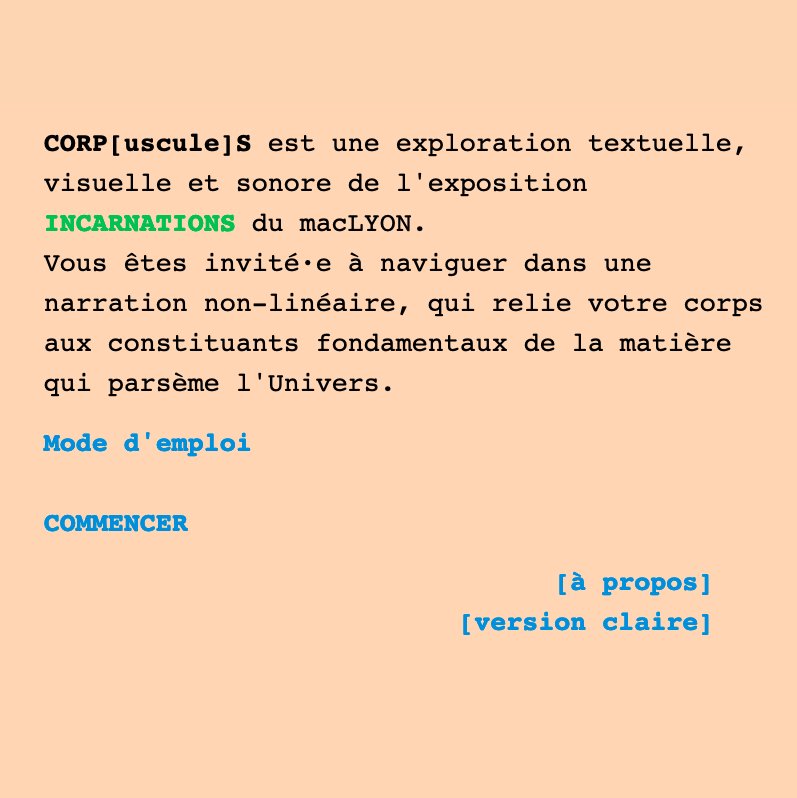 CORP[uscule]S est une exploration textuelle,
visuelle et sonore de l'exposition
INCARNATIONS du macLYON.
Vous êtes invité·e à naviguer dans une
narration non-linéaire, qui relie votre corps
aux constituants fondamentaux de la matière
qui parsème l'Univers.
Mode d'emploi
COMMENCER
[à propos]
[version claire]